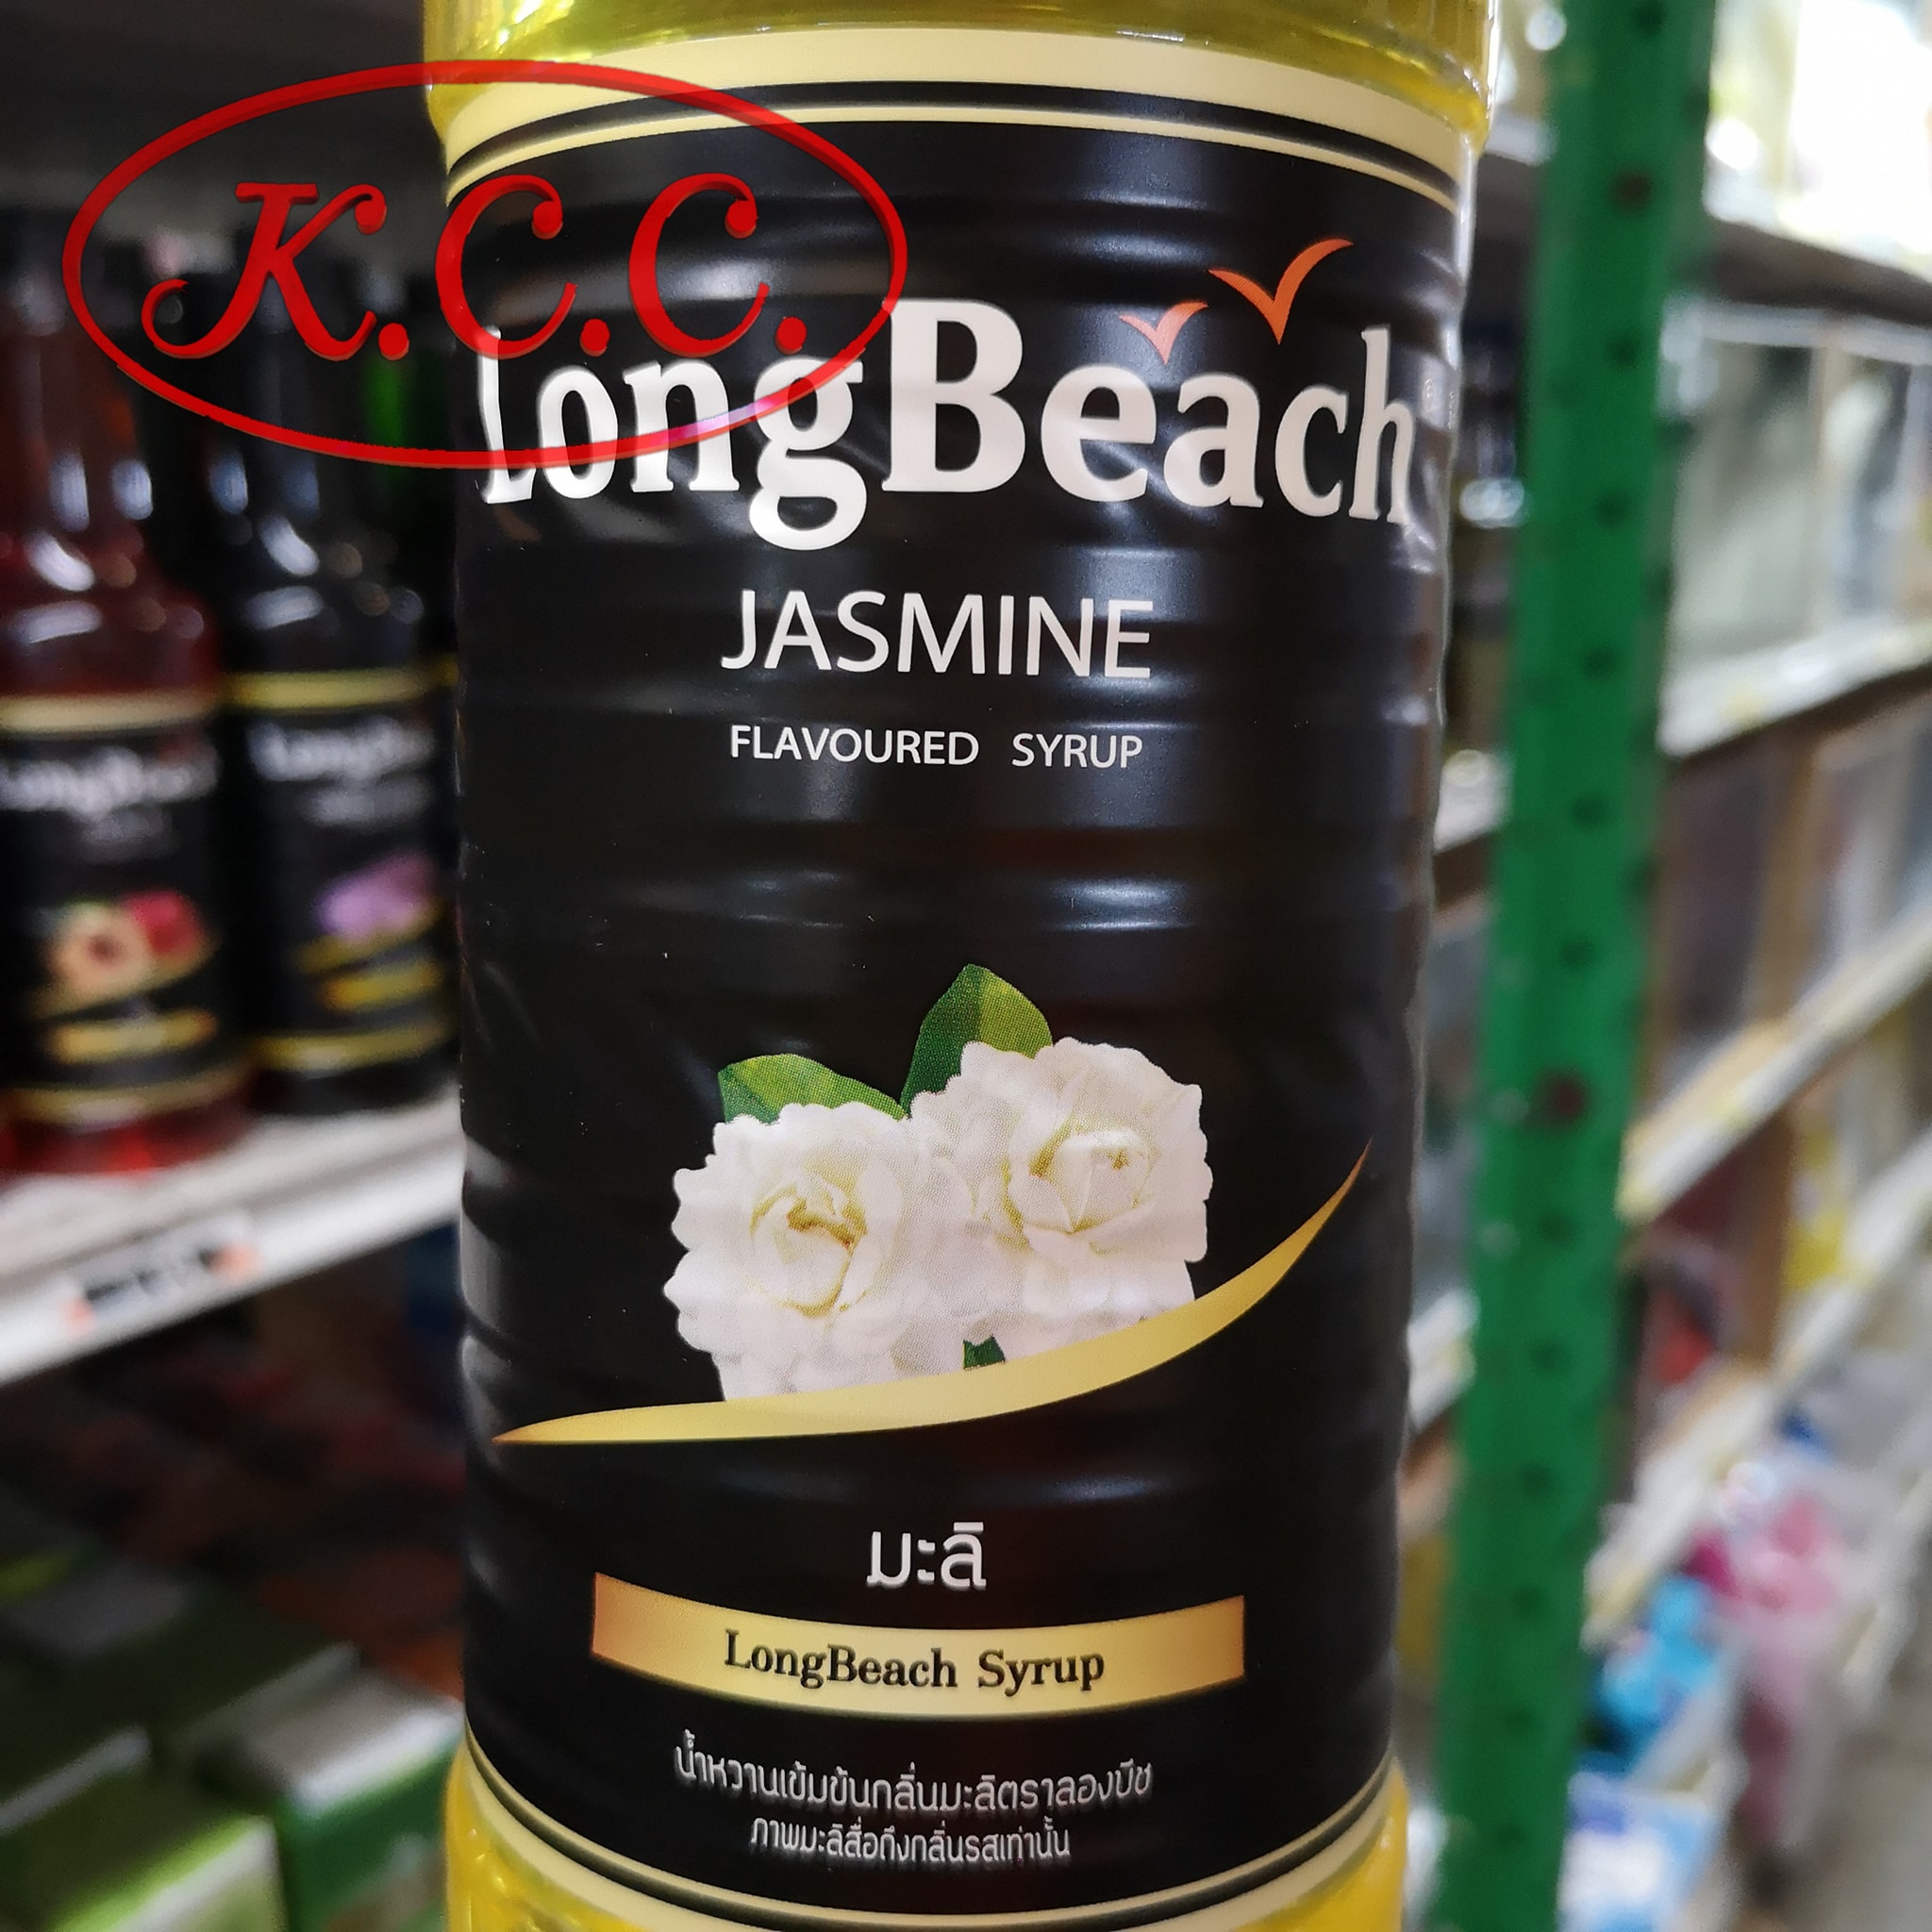 K.C.C.
LongBeach®
JASMINE
FLAVOURED SYRUP
มะลิ
LongBeach Syrup
น้ำหวานเข้มข้นกลิ่นมะลิตราลองบีช
ภาพมะลิสื่อถึงกลิ่นรสเท่านั้น